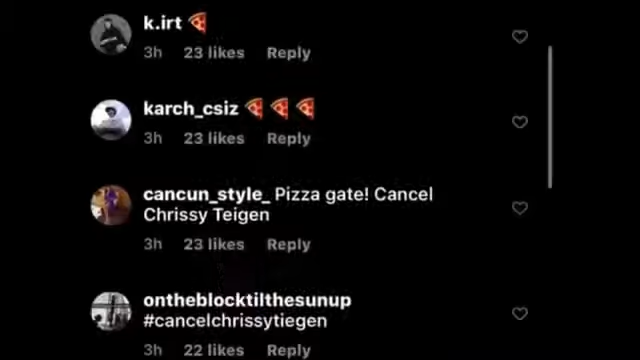 k.irt 🍕
3h 23 likes Reply
karch_csiz 🍕 🍕 🍕
3h 23 likes Reply
cancun_style_ Pizza gate! Cancel
Chrissy Teigen
3h 23 likes Reply
ontheblocktilthesunup
#cancelchrissytiegen
3h 22 likes Reply